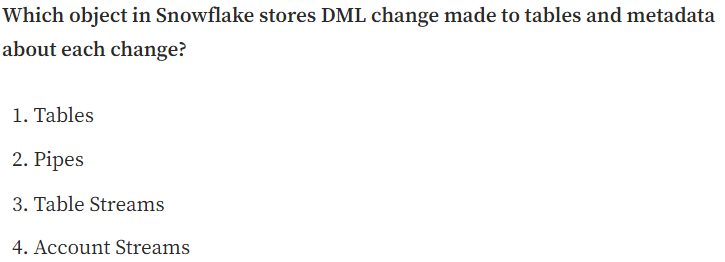 Which object in Snowflake stores DML change made to tables and metadata
about each change?
1. Tables
2. Pipes
3. Table Streams
4. Account Streams